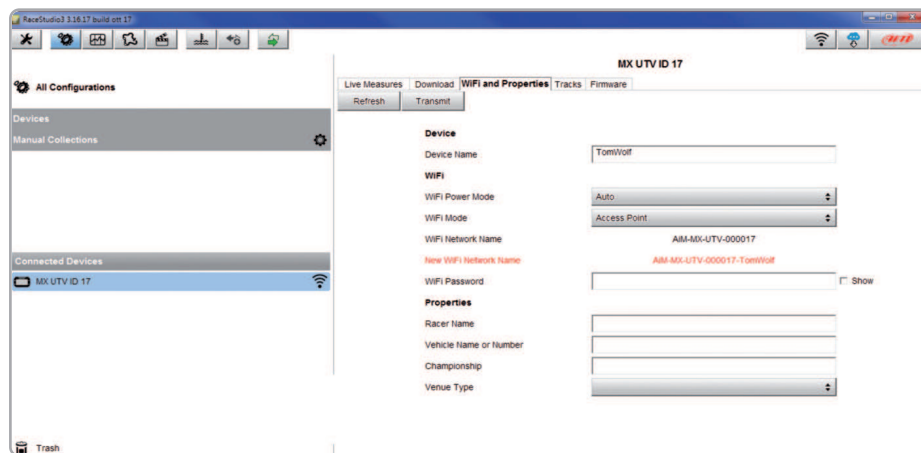 RaceStudio3 3.16.17 build ott 17
AiM
MX UTV ID 17
All Configurations
Live Measures Download WiFi and Properties Tracks Firmware
Refresh Transmit
Devices
Manual Collections
Device
Device Name TomWolf
WiFi
WiFi Power Mode Auto
WiFi Mode Access Point
WiFi Network Name AiM-MX-UTV-000017
Connected Devices
New WiFi Network Name AiM-MX-UTV-000017-TomWolf
MX UTV ID 17
WiFi Password Show
Properties
Racer Name
Vehicle Name or Number
Championship
Venue Type
Trash